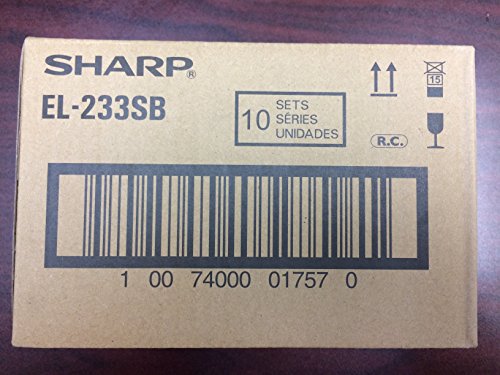 SHARP®
EL-233SB
10 SETS
SÉRIES
UNIDADES
15
R.C.
1 00 74000 01757 0